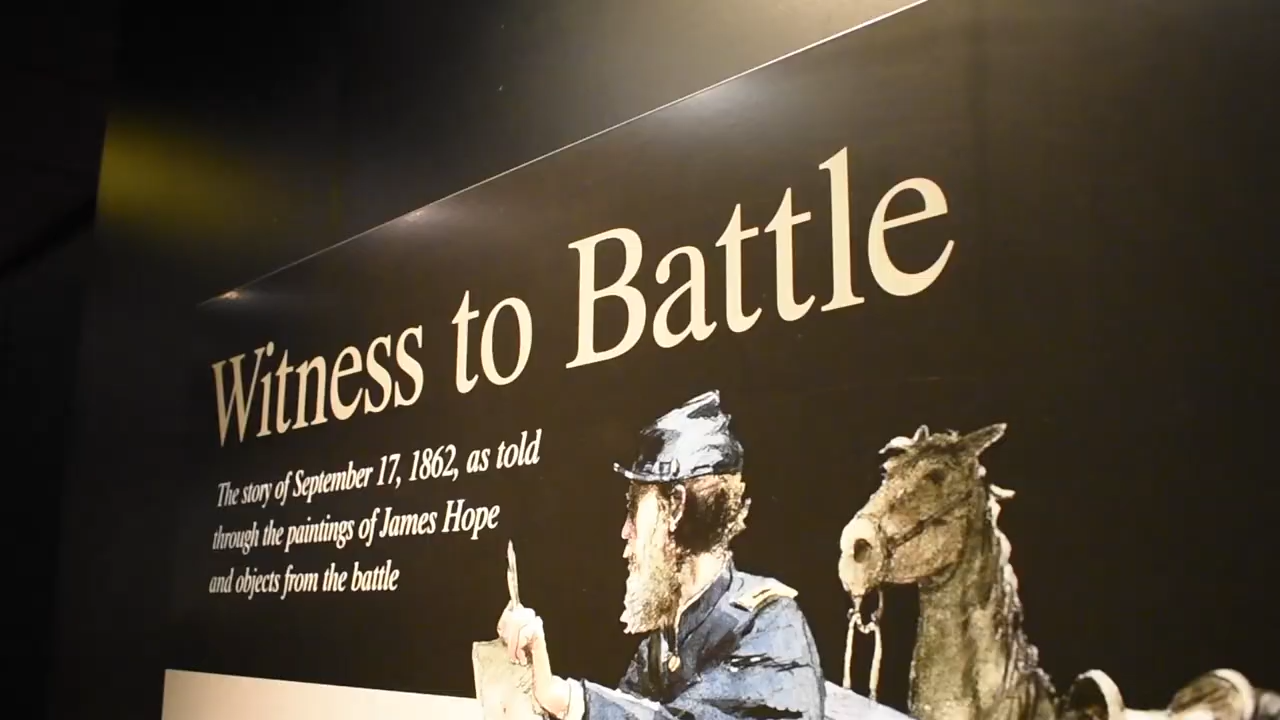 Witness to Battle
The story of September 17, 1862, as told
through the paintings of James Hope
and objects from the battle